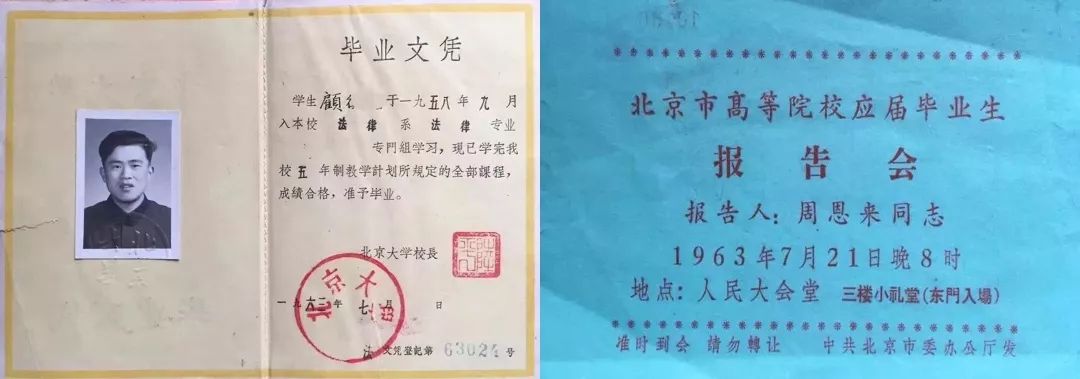 毕业文凭
学生 顧 于一九五八年九月
入本校 法律 系 法律 专业
专門組学习，現已学完我
校 五 年制教学計划所規定的全部課程，
成績合格，准予毕业。
北京大学校長
北京大
一九六三年 七月 日
法 文凭登記第 63024 号
北京市高等院校应届毕业生
报告会
报告人：周恩来同志
1963年7月21日晚8时
地点：人民大会堂 三楼小礼堂(东門入場)
准时到会 請勿轉让 中共北京市委办公厅发